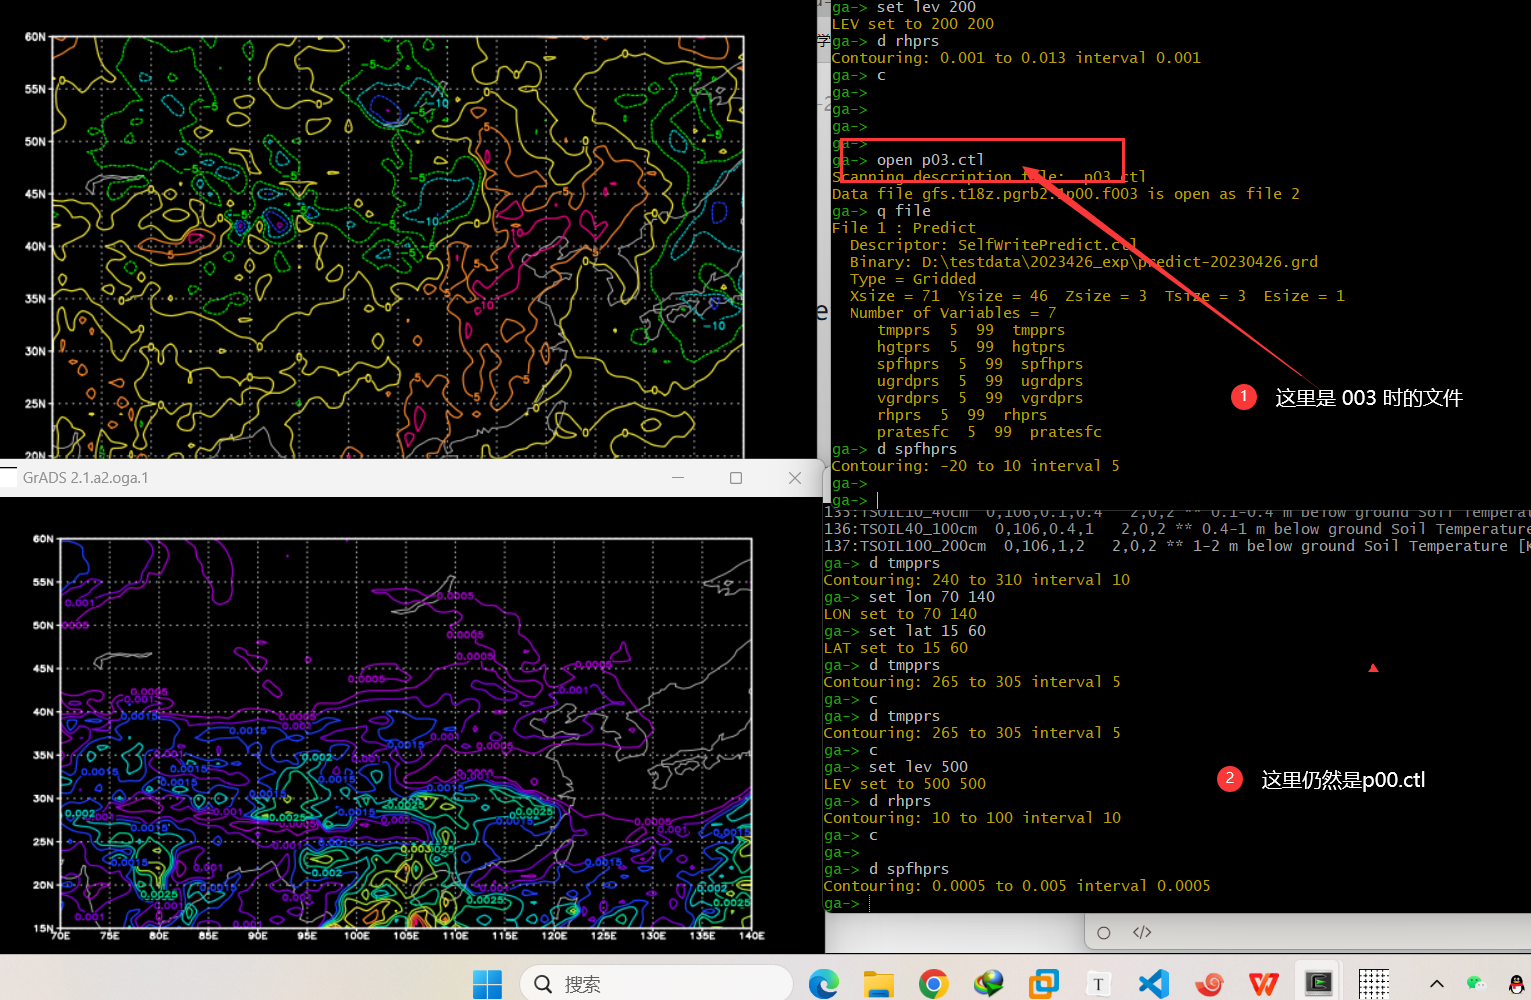 ga-> set lev 200
LEV set to 200 200
ga-> d rhprs
Contouring: 0.001 to 0.013 interval 0.001
ga-> c
ga->
ga->
ga->
ga->
ga-> open p03.ctl
Scanning description file:  p03.ctl
Data file gfs.t18z.pgrb2.1p00.f003 is open as file 2
ga-> q file
File 1 : Predict
Descriptor: SelfWritePredict.ctl
Binary: D:\testdata\2023426_exp\predict-20230426.grd
Type = Gridded
Xsize = 71  Ysize = 46  Zsize = 3  Tsize = 3  Esize = 1
Number of Variables = 7
tmpprs  5  99  tmpprs
hgtprs  5  99  hgtprs
spfhprs  5  99  spfhprs
ugrdprs  5  99  ugrdprs
vgrdprs  5  99  vgrdprs
rhprs  5  99  rhprs
pratesfc  5  99  pratesfc
ga-> d spfhprs
Contouring: -20 to 10 interval 5
ga->
ga->
1 这里是 003 时的文件
60N
55N
50N
45N
40N
35N
30N
25N
20N
GrADS 2.1.a2.oga.1
135:TSOIL10_40cm  0,106,0.1,0.4   2,0,2 ** 0.1-0.4 m below ground Soil Temperat
136:TSOIL40_100cm  0,106,0.4,1   2,0,2 ** 0.4-1 m below ground Soil Temperature
137:TSOIL100_200cm  0,106,1,2   2,0,2 ** 1-2 m below ground Soil Temperature [K
ga-> d tmpprs
Contouring: 240 to 310 interval 10
ga-> set lon 70 140
LON set to 70 140
ga-> set lat 15 60
LAT set to 15 60
ga-> d tmpprs
Contouring: 265 to 305 interval 5
ga-> c
ga-> d tmpprs
Contouring: 265 to 305 interval 5
ga-> c
ga-> set lev 500
LEV set to 500 500
ga-> d rhprs
Contouring: 10 to 100 interval 10
ga-> c
ga->
ga-> d spfhprs
Contouring: 0.0005 to 0.005 interval 0.0005
ga->
2 这里仍然是p00.ctl
60N
55N
50N
45N
40N
35N
30N
25N
20N
15N
70E 75E 80E 85E 90E 95E 100E 105E 110E 115E 120E 125E 130E 135E 140E
搜索